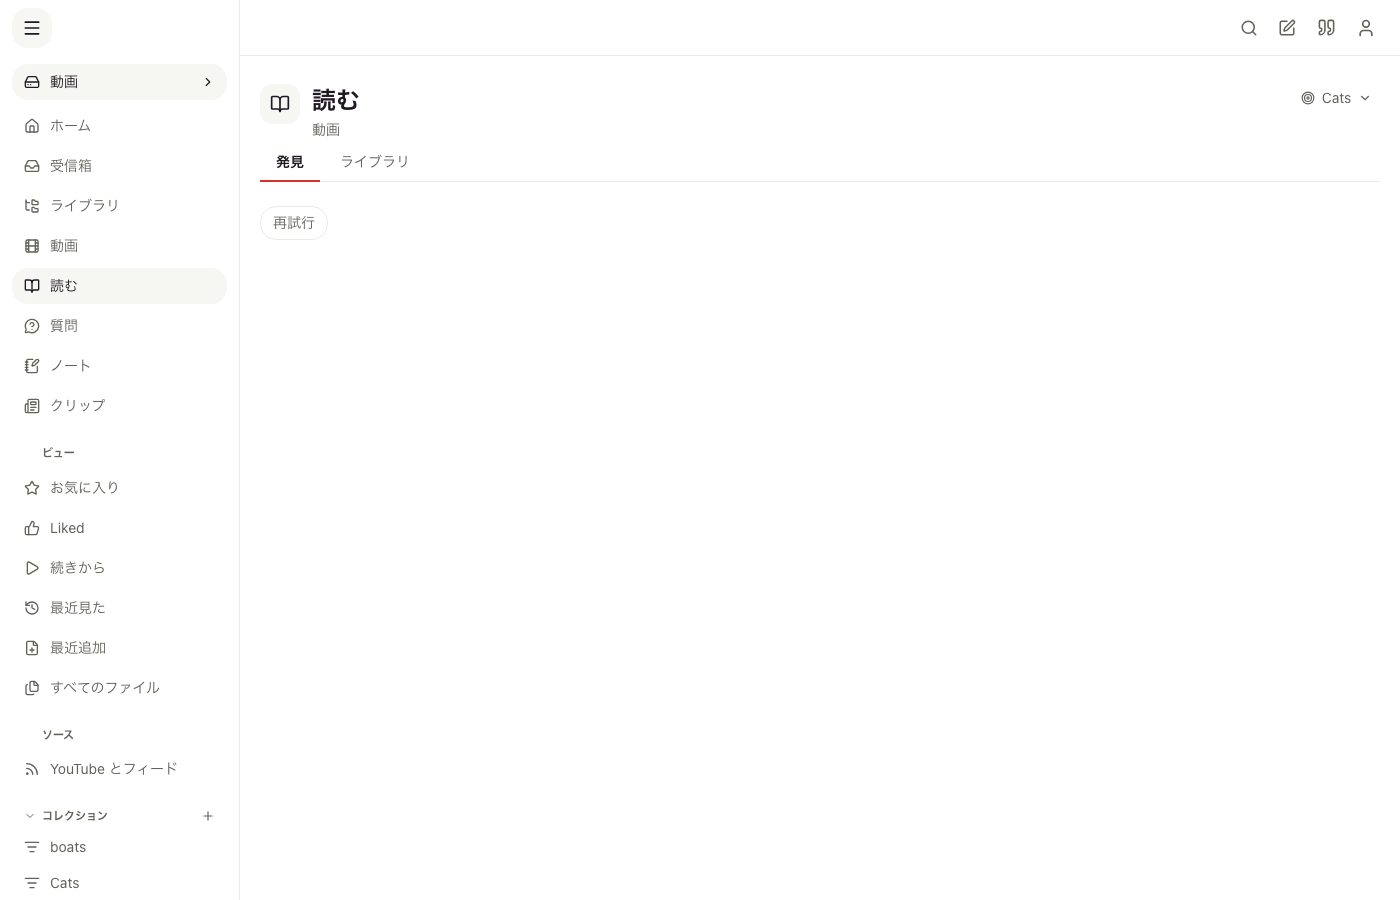 動画
ホーム
受信箱
ライブラリ
動画
読む
質問
ノート
クリップ
ビュー
お気に入り
Liked
続きから
最近見た
最近追加
すべてのファイル
ソース
YouTube とフィード
コレクション
boats
Cats
読む
動画
Cats
発見
ライブラリ
再試行